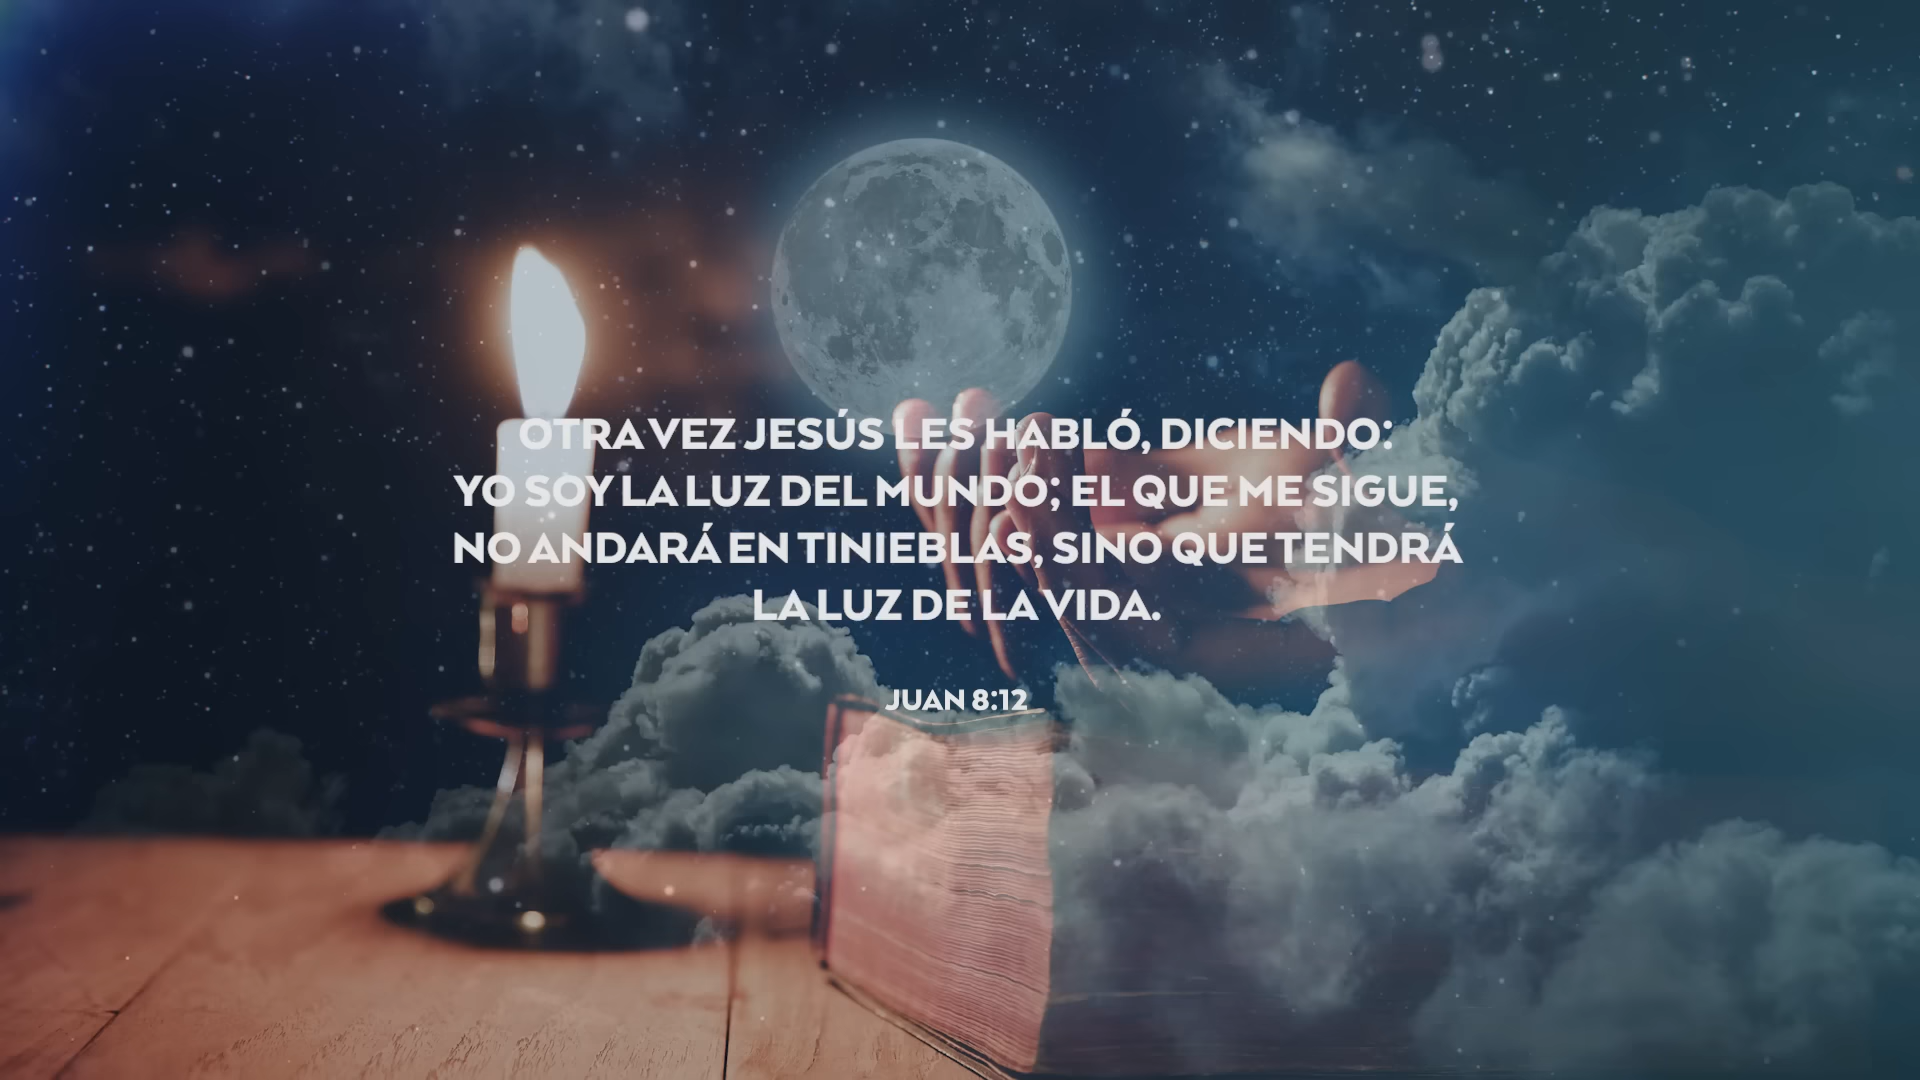 OTRA VEZ JESÚS LES HABLÓ, DICIENDO:
YO SOY LA LUZ DEL MUNDO; EL QUE ME SIGUE,
NO ANDARÁ EN TINIEBLAS, SINO QUE TENDRÁ
LA LUZ DE LA VIDA.
JUAN 8:12